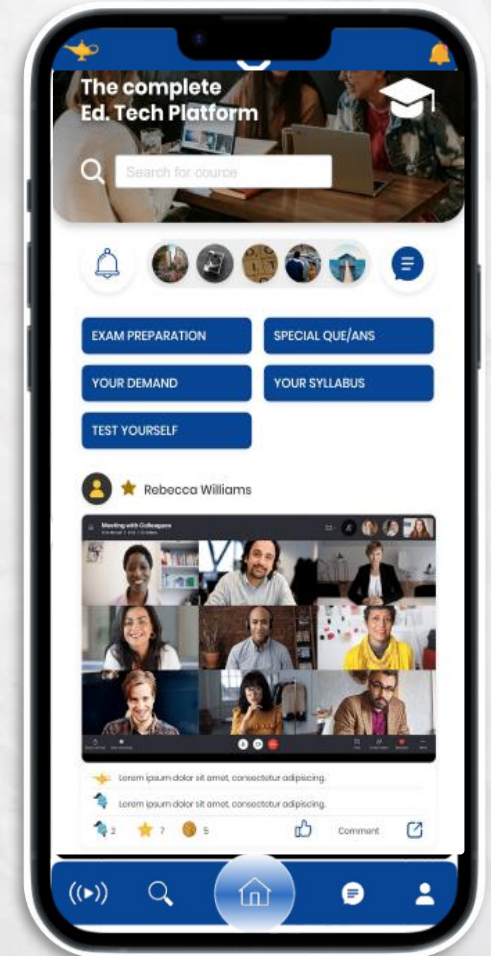 The complete
Ed. Tech Platform
Search for cource
EXAM PREPARATION
SPECIAL QUE/ANS
YOUR DEMAND
YOUR SYLLABUS
TEST YOURSELF
Rebecca Williams
Meeting with Colleagues
Lorem ipsum dolor sit amet, consectetur adipiscing.
Lorem ipsum dolor sit amet, consectetur adipiscing.
2 7 5 Comment